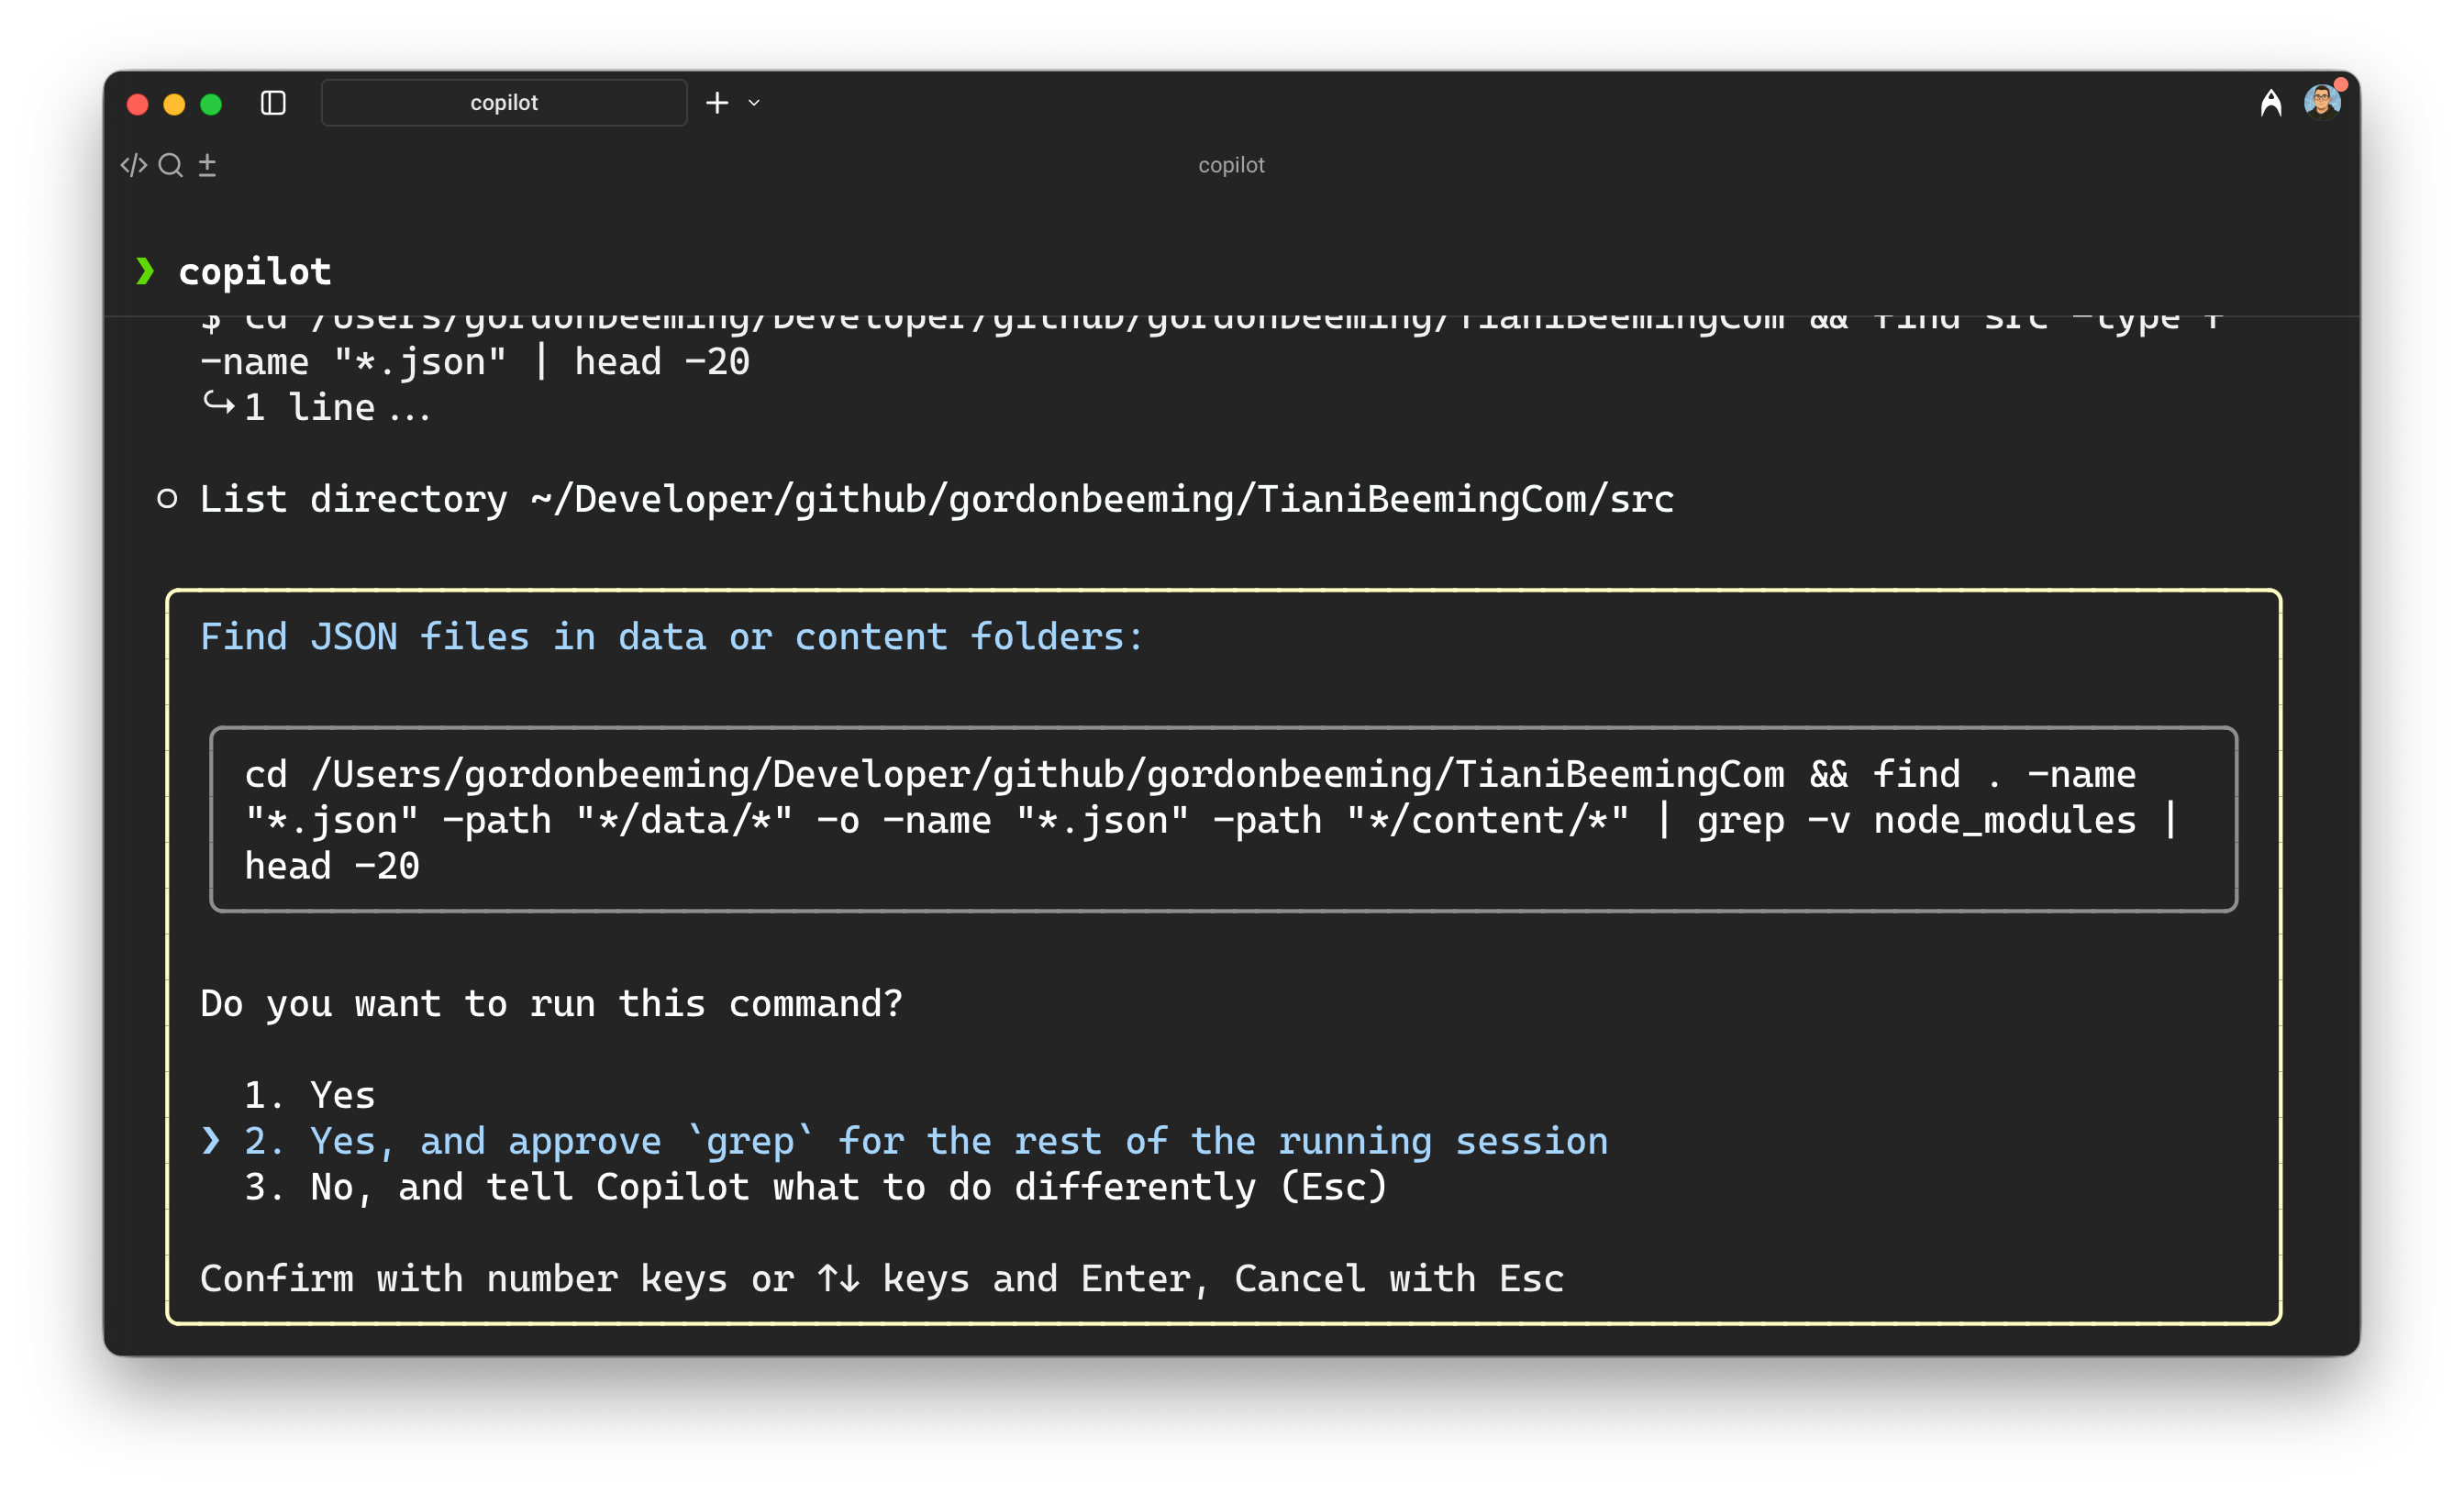 copilot
copilot
❯ copilot
$ cd /Users/gordonbeeming/Developer/github/gordonbeeming/TianiBeemingCom && find src -type f
-name "*.json" | head -20
↪ 1 line...
○ List directory ~/Developer/github/gordonbeeming/TianiBeemingCom/src
Find JSON files in data or content folders:
cd /Users/gordonbeeming/Developer/github/gordonbeeming/TianiBeemingCom && find . -name
"*.json" -path "*/data/*" -o -name "*.json" -path "*/content/*" | grep -v node_modules |
head -20
Do you want to run this command?
1. Yes
❯ 2. Yes, and approve `grep` for the rest of the running session
3. No, and tell Copilot what to do differently (Esc)
Confirm with number keys or ↑↓ keys and Enter, Cancel with Esc